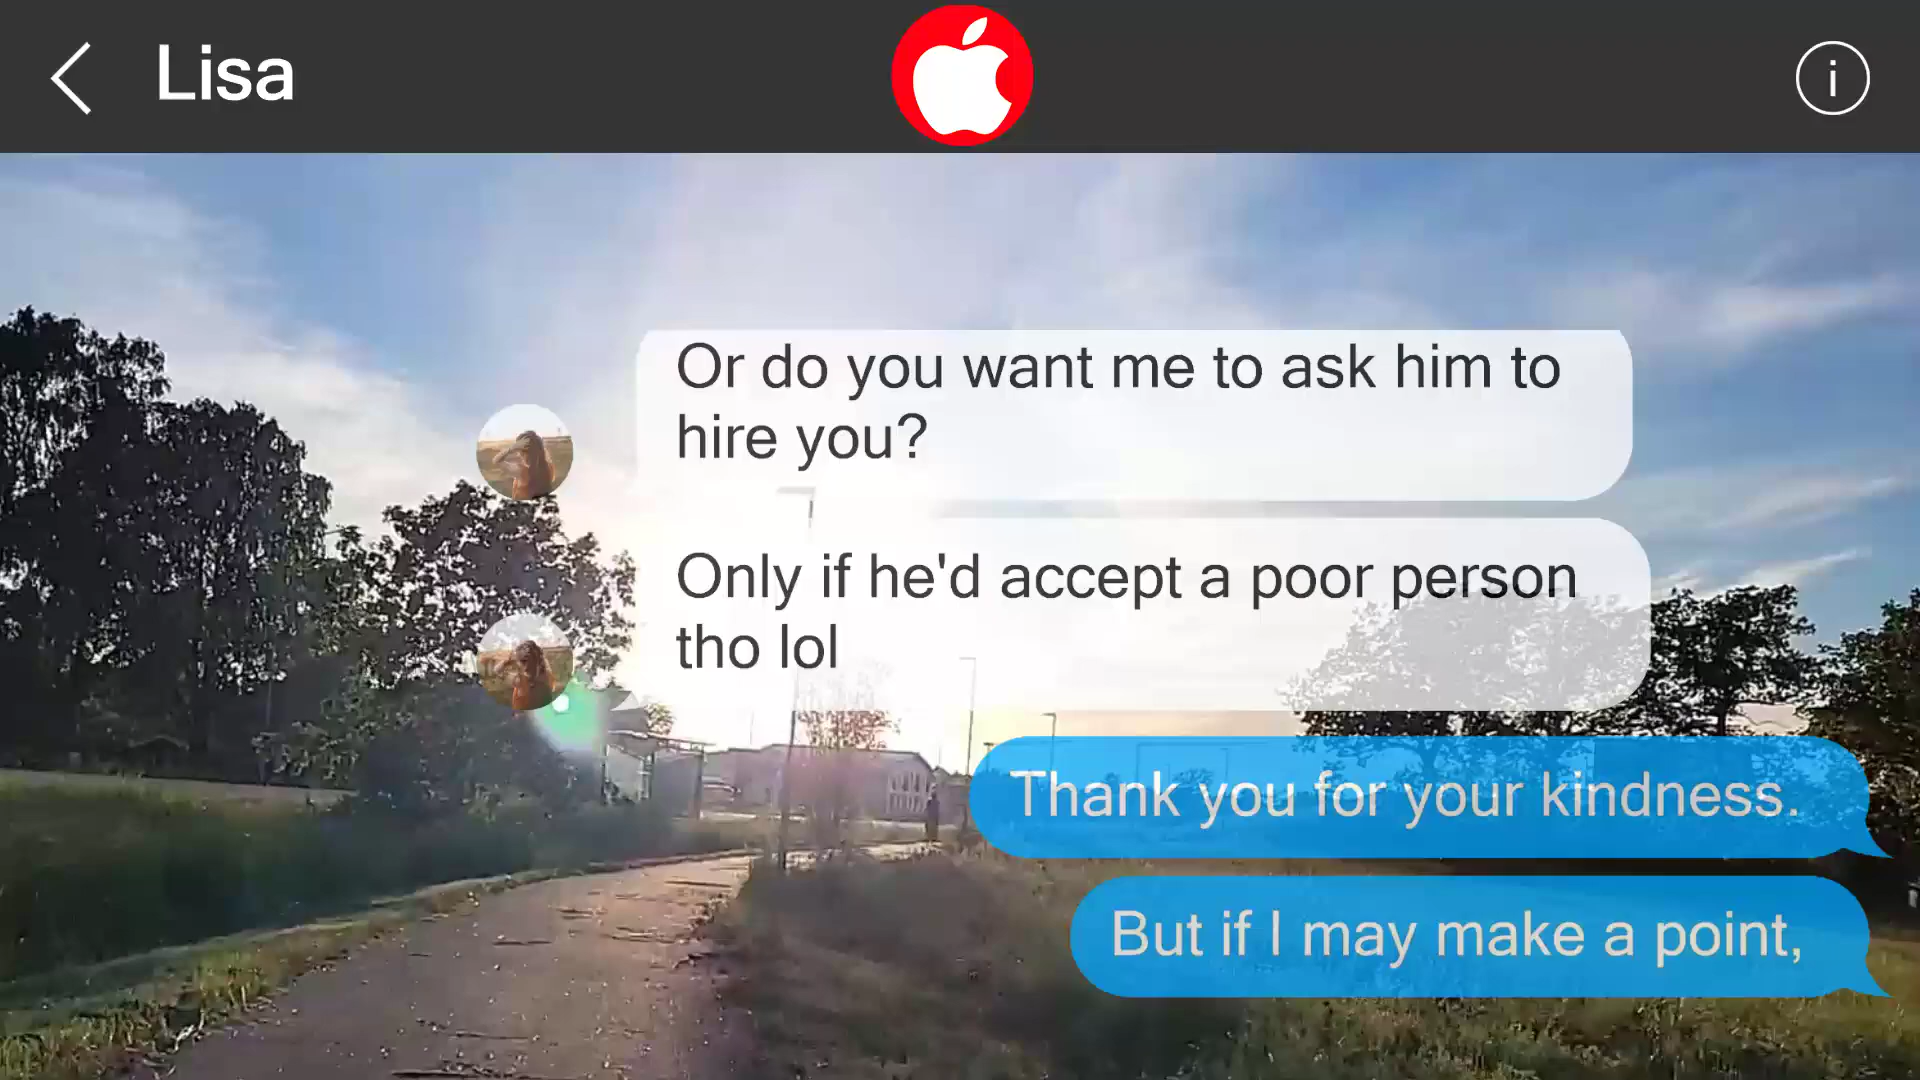 Lisa
Or do you want me to ask him to
hire you?
Only if he'd accept a poor person
tho lol
Thank you for your kindness.
But if I may make a point,